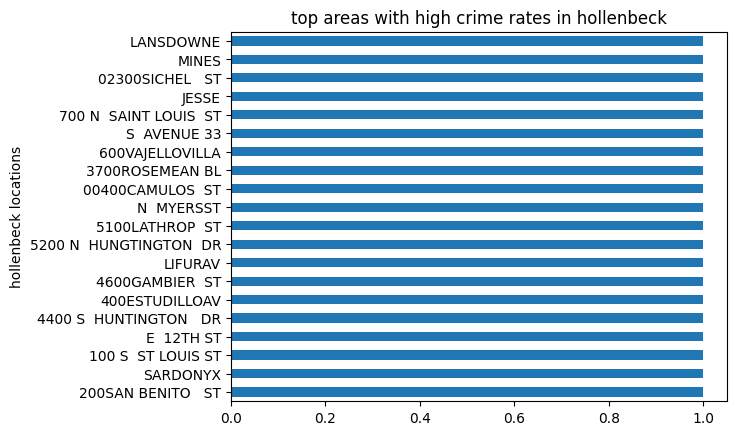 top areas with high crime rates in hollenbeck
hollenbeck locations
LANSDOWNE
MINES
02300SICHEL   ST
JESSE
700 N  SAINT LOUIS  ST
S  AVENUE 33
600VAJELLOVILLA
3700ROSEMEAN BL
00400CAMULOS  ST
N  MYERSST
5100LATHROP  ST
5200 N  HUNGTINGTON  DR
LIFURAV
4600GAMBIER  ST
400ESTUDILLOAV
4400 S  HUNTINGTON   DR
E  12TH ST
100 S  ST LOUIS ST
SARDONYX
200SAN BENITO   ST
0.0 0.2 0.4 0.6 0.8 1.0